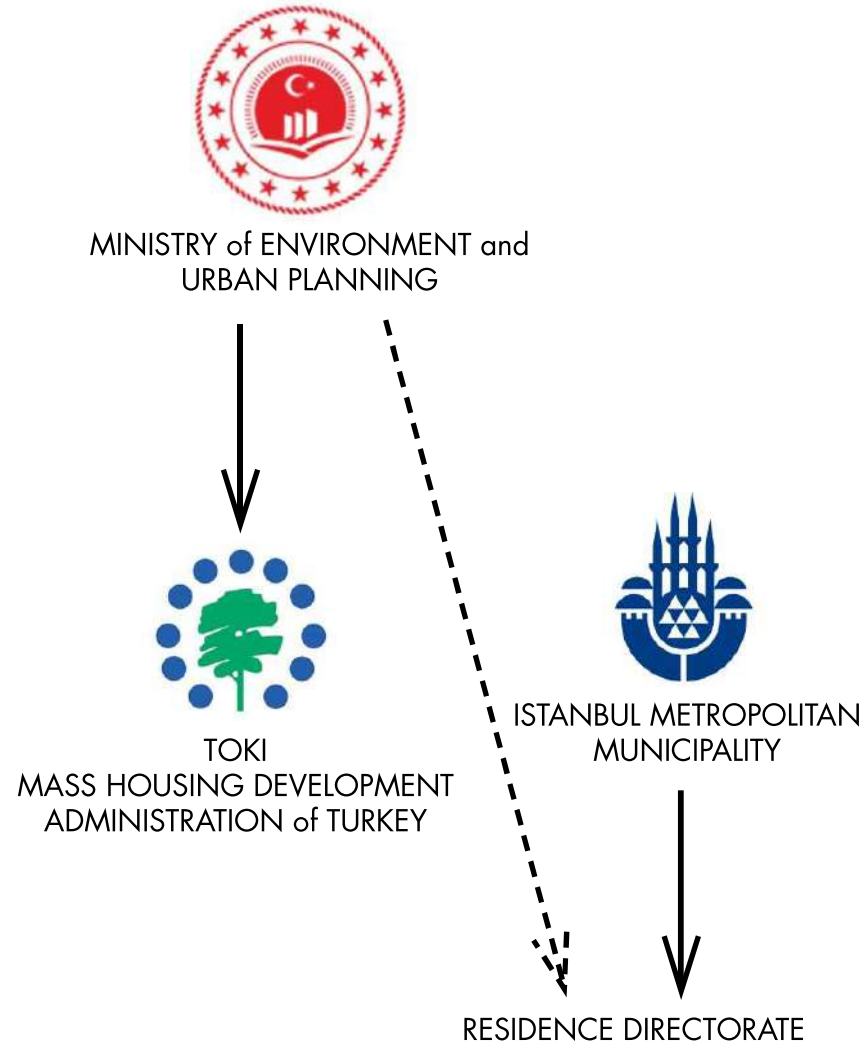 MINISTRY of ENVIRONMENT and
URBAN PLANNING
TOKI
MASS HOUSING DEVELOPMENT
ADMINISTRATION of TURKEY
ISTANBUL METROPOLITAN
MUNICIPALITY
RESIDENCE DIRECTORATE